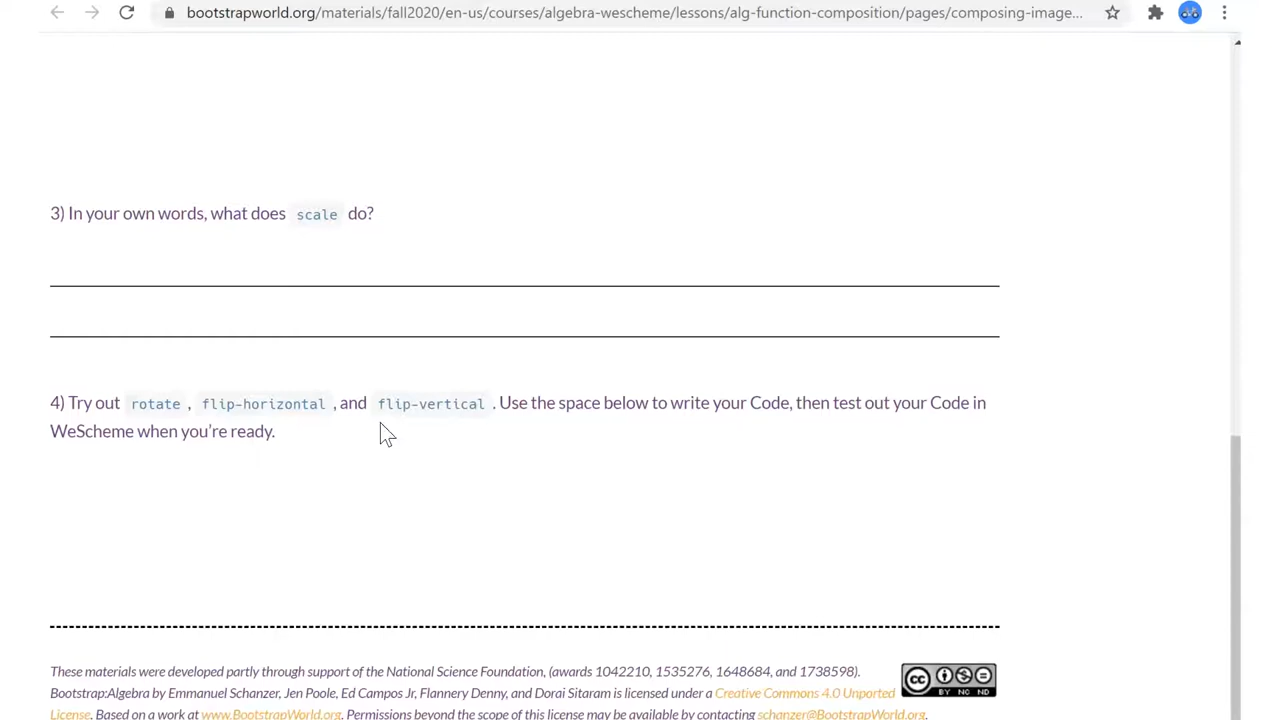 bootstrapworld.org/materials/fall2020/en-us/courses/algebra-wescheme/lessons/alg-function-composition/pages/composing-image...
3) In your own words, what does scale do?
4) Try out rotate , flip-horizontal , and flip-vertical . Use the space below to write your Code, then test out your Code in
WeScheme when you’re ready.
These materials were developed partly through support of the National Science Foundation, (awards 1042210, 1535276, 1648684, and 1738598).
Bootstrap:Algebra by Emmanuel Schanzer, Jen Poole, Ed Campos Jr, Flannery Denny, and Dorai Sitaram is licensed under a Creative Commons 4.0 Unported
License. Based on a work at www.BootstrapWorld.org. Permissions beyond the scope of this license may be available by contacting schanzer@BootstrapWorld.org.
cc
BY NC ND